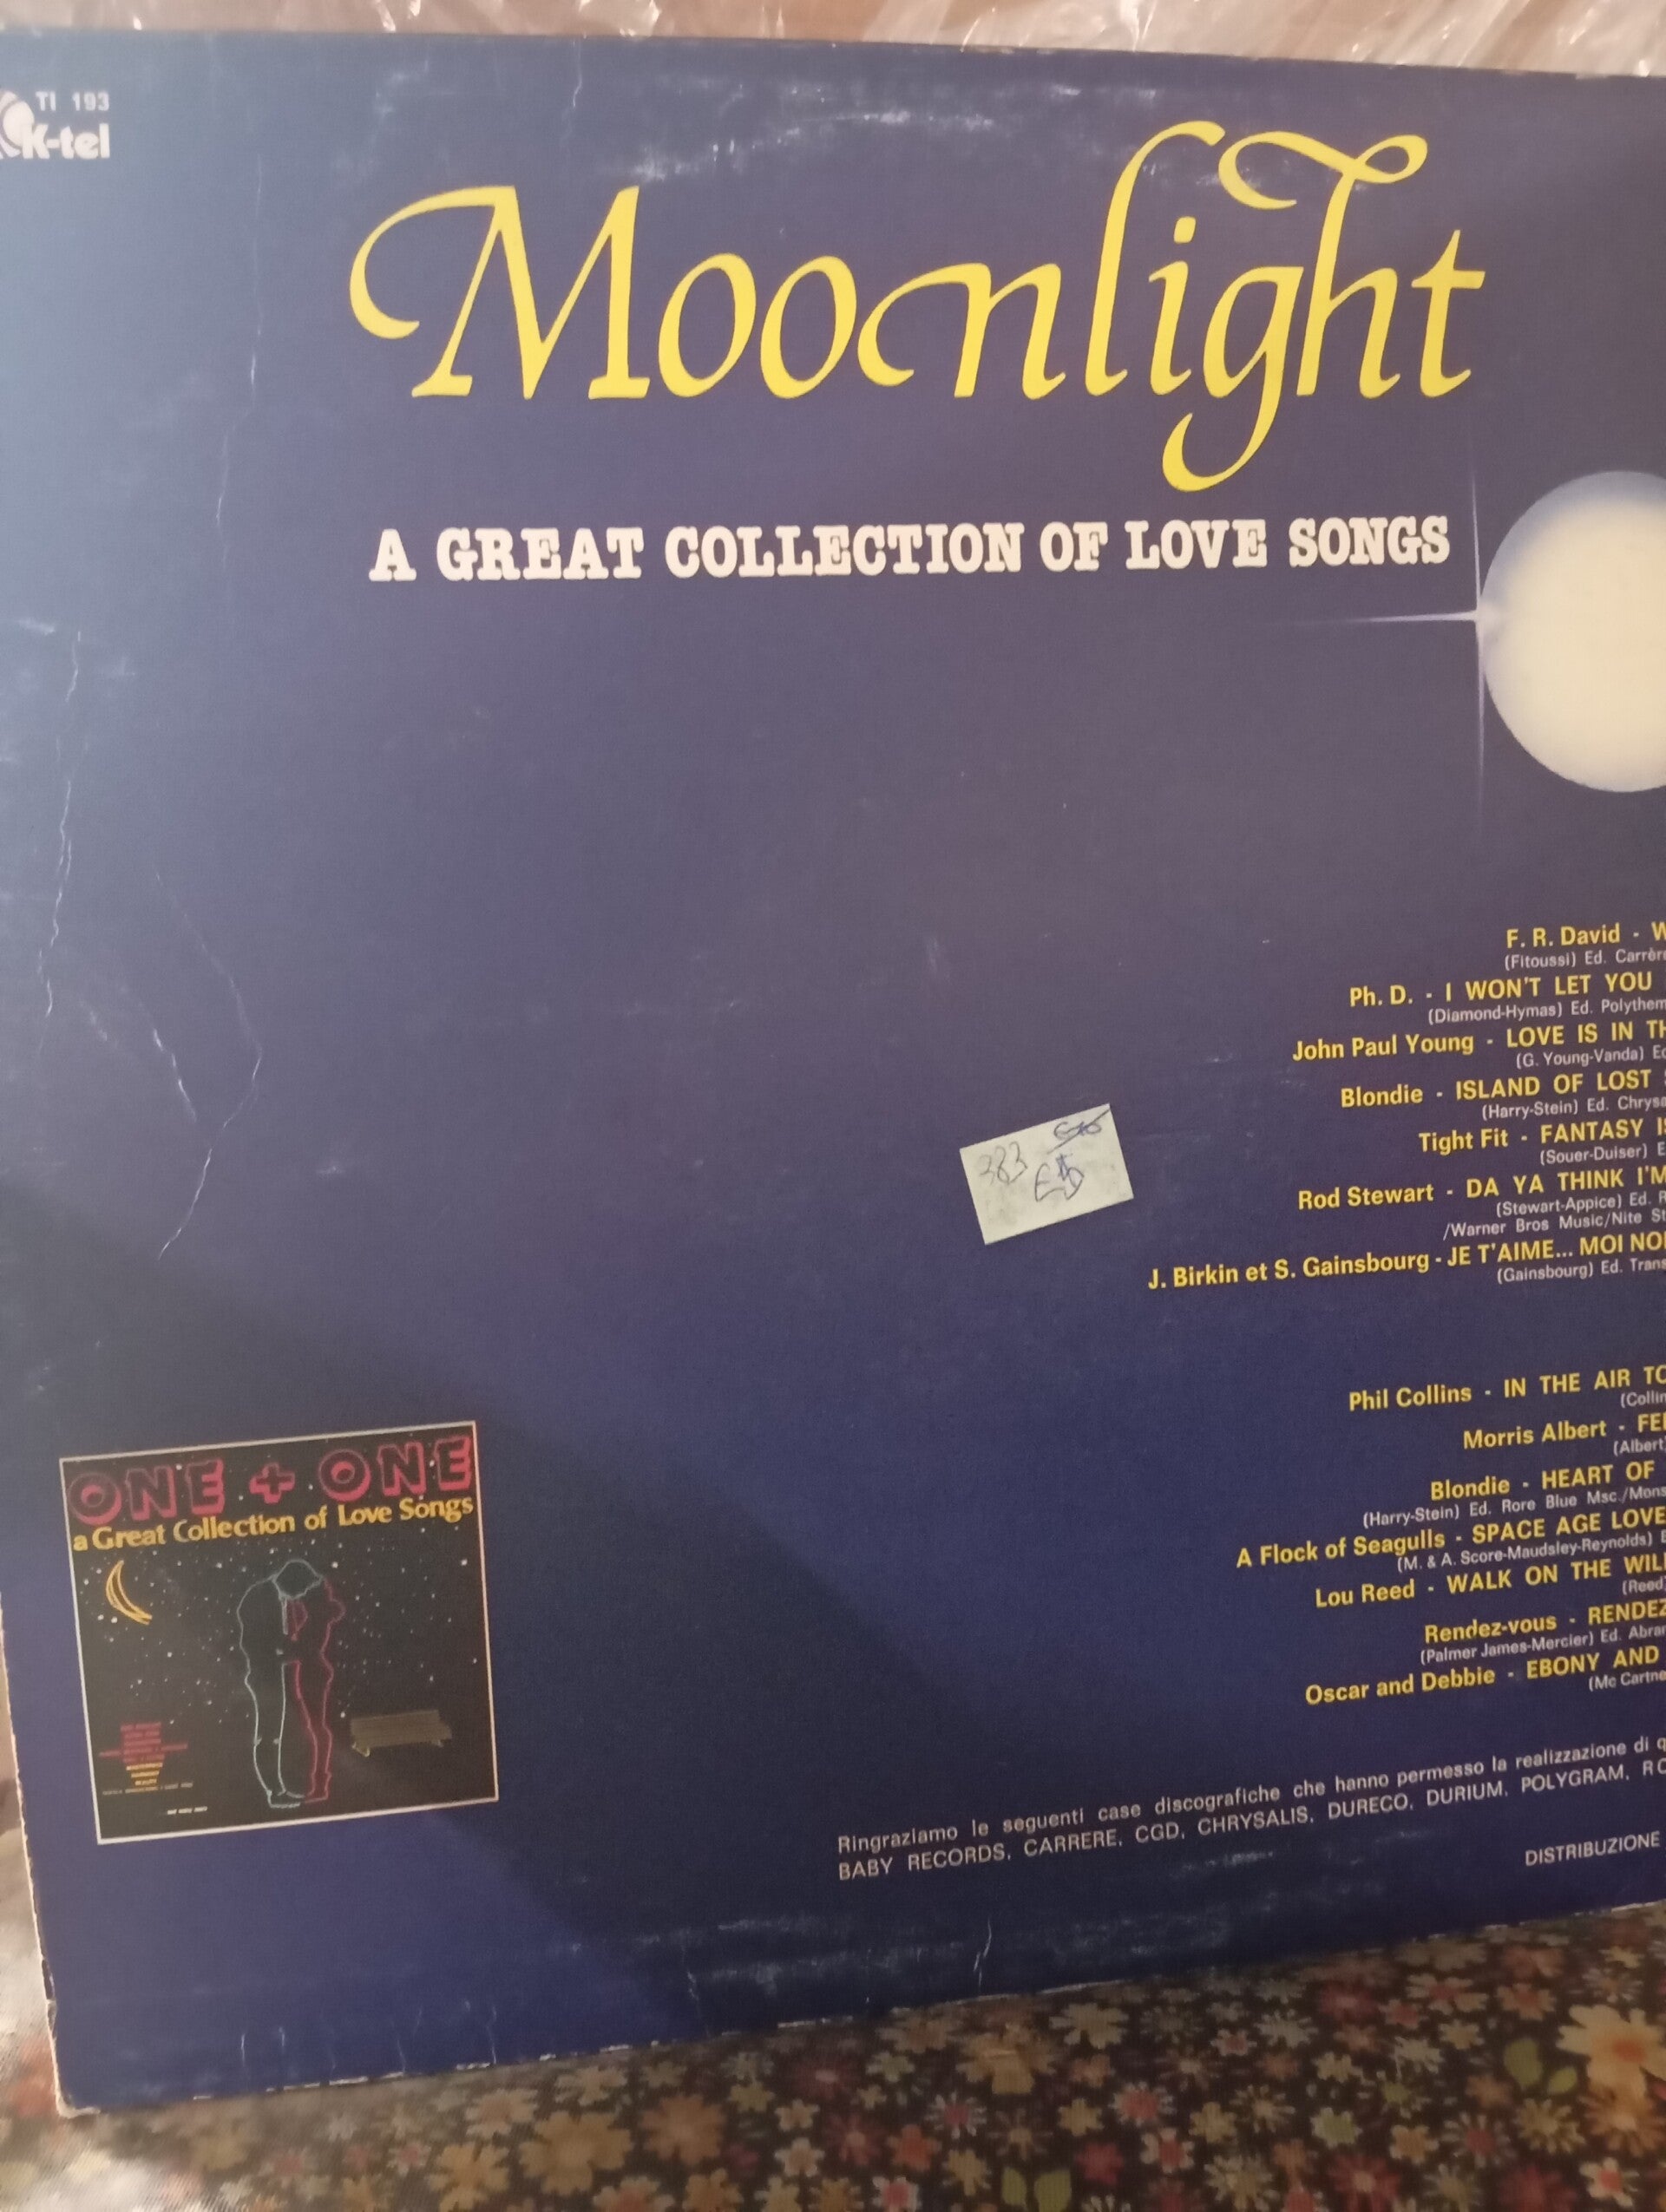 TI 193
K-tel
Moonlight
A GREAT COLLECTION OF LOVE SONGS
F. R. David - W
(Fitoussi) Ed. Carrèr
Ph. D. - I WON'T LET YOU
(Diamond-Hymas) Ed. Polythem
John Paul Young - LOVE IS IN TH
(G. Young-Vanda) Ed
Blondie - ISLAND OF LOST
(Harry-Stein) Ed. Chrysa
Tight Fit - FANTASY IS
(Souer-Duiser) E
Rod Stewart - DA YA THINK I'M
(Stewart-Appice) Ed. R
/Warner Bros Music/Nite St
J. Birkin et S. Gainsbourg - JE T'AIME... MOI NON
(Gainsbourg) Ed. Trans
383
Phil Collins - IN THE AIR TO
(Collin
Morris Albert - FEE
(Albert)
Blondie - HEART OF
(Harry-Stein) Ed. Rore Blue Msc./Mons
A Flock of Seagulls - SPACE AGE LOVE
(M. & A. Score-Maudsley-Reynolds) E
Lou Reed - WALK ON THE WIL
(Reed)
Rendez-vous - RENDEZ
(Palmer James-Mercier) Ed. Abra
Oscar and Debbie - EBONY AND
(Mc Cartne
ONE + ONE
a Great Collection of Love Songs
Ringraziamo le seguenti case discografiche che hanno permesso la realizzazione di q
BABY RECORDS, CARRERE, CGD, CHRYSALIS, DURECO, DURIUM, POLYGRAM, RC
DISTRIBUZIONE